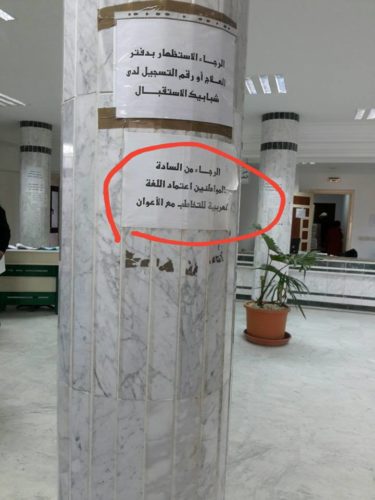 الرجاء الاستظهار بدفتر
العلاج أو رقم التسجيل لدى
شبابيك الاستقبال
الرجاء من السادة
المواطنين اعتماد اللغة
العربية للتخاطب مع الأعوان